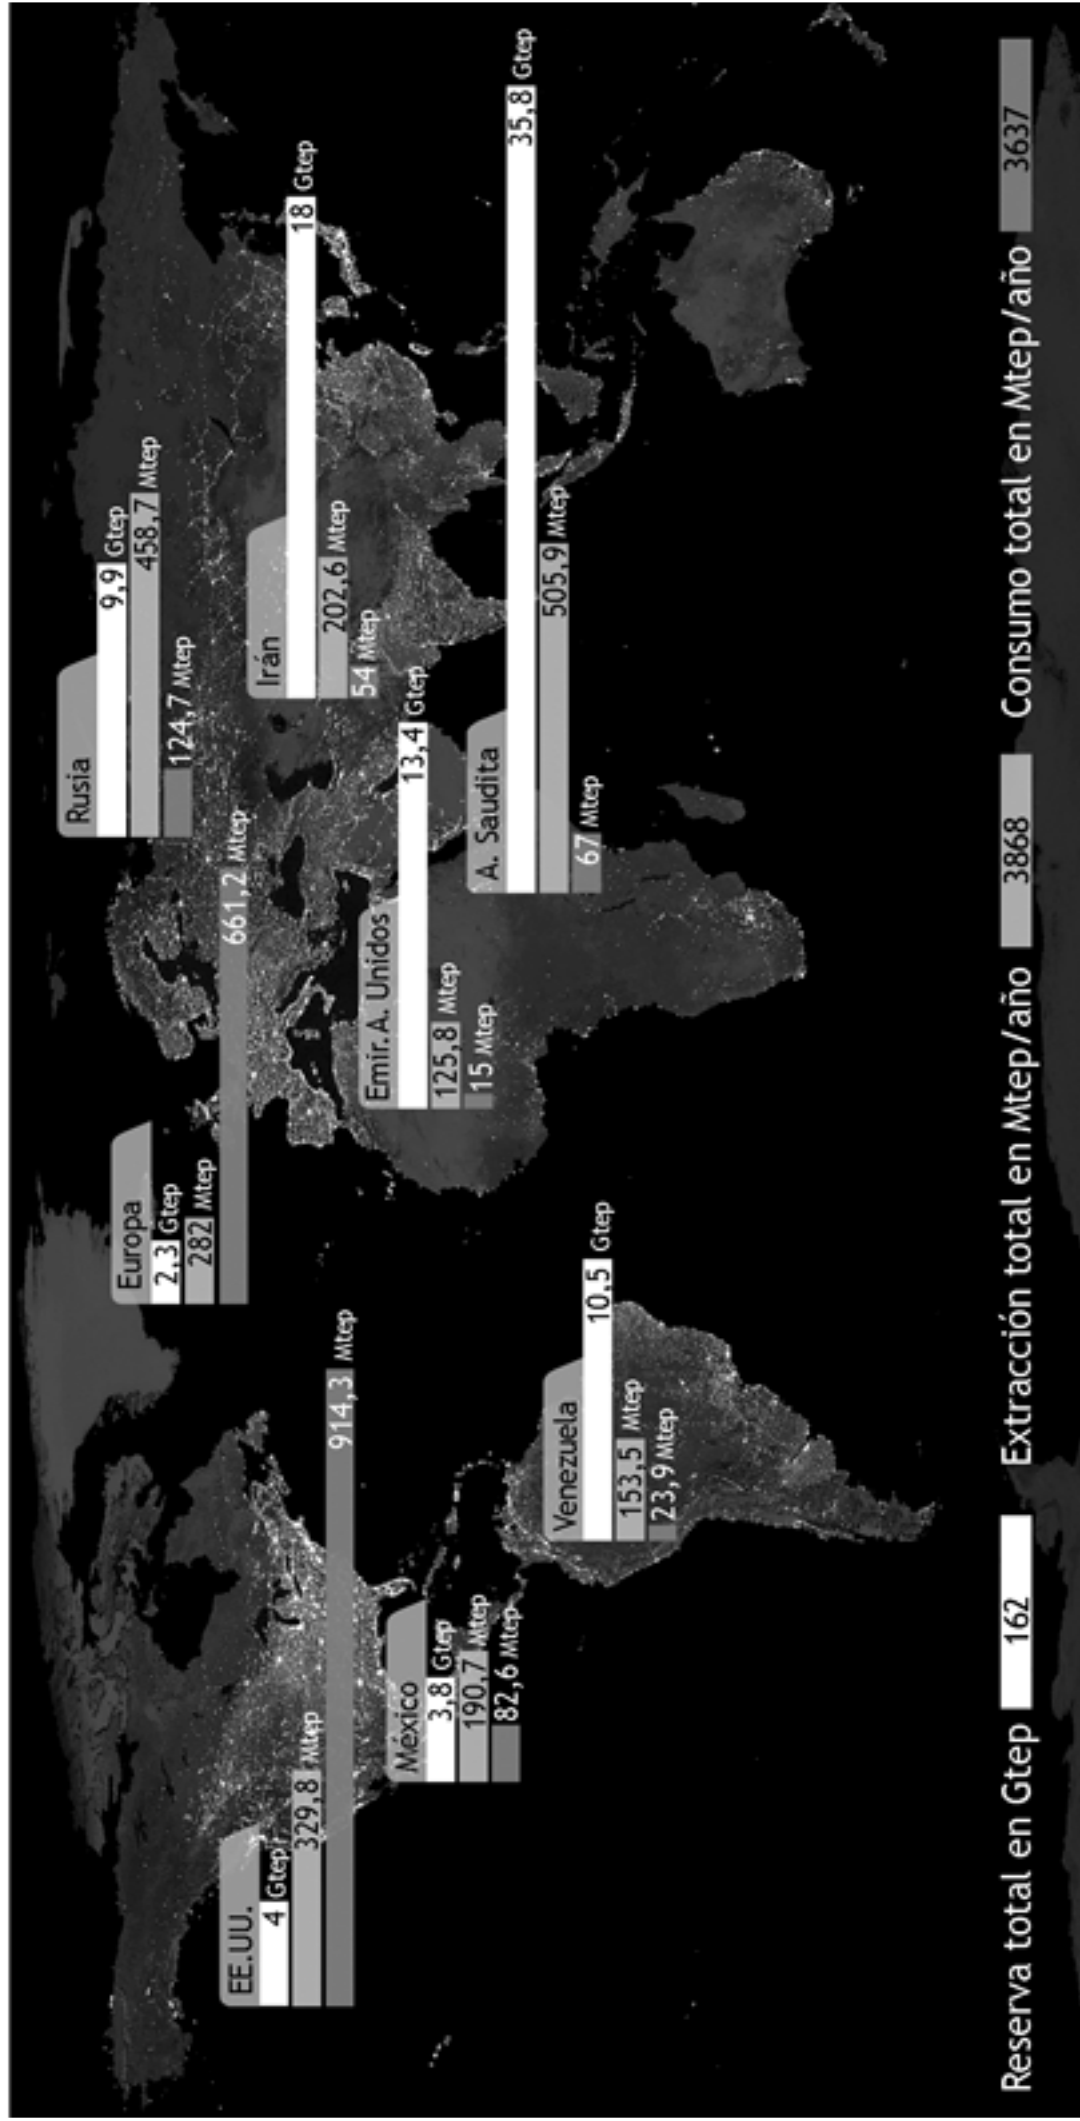 Rusia
9,9 Gtep
458,7 Mtep
124,7 Mtep
Europa
2,3 Gtep
282 Mtep
661,2 Mtep
EE.UU.
4 Gtep
329,8 Mtep
914,3 Mtep
Irán
18 Gtep
202,6 Mtep
54 Mtep
Emir. A. Unidos
13,4 Gtep
125,8 Mtep
15 Mtep
México
3,8 Gtep
190,7 Mtep
82,6 Mtep
A. Saudita
35,8 Gtep
505,9 Mtep
67 Mtep
Venezuela
10,5 Gtep
153,5 Mtep
23,9 Mtep
Reserva total en Gtep 162 Extracción total en Mtep/año 3868 Consumo total en Mtep/año 3637